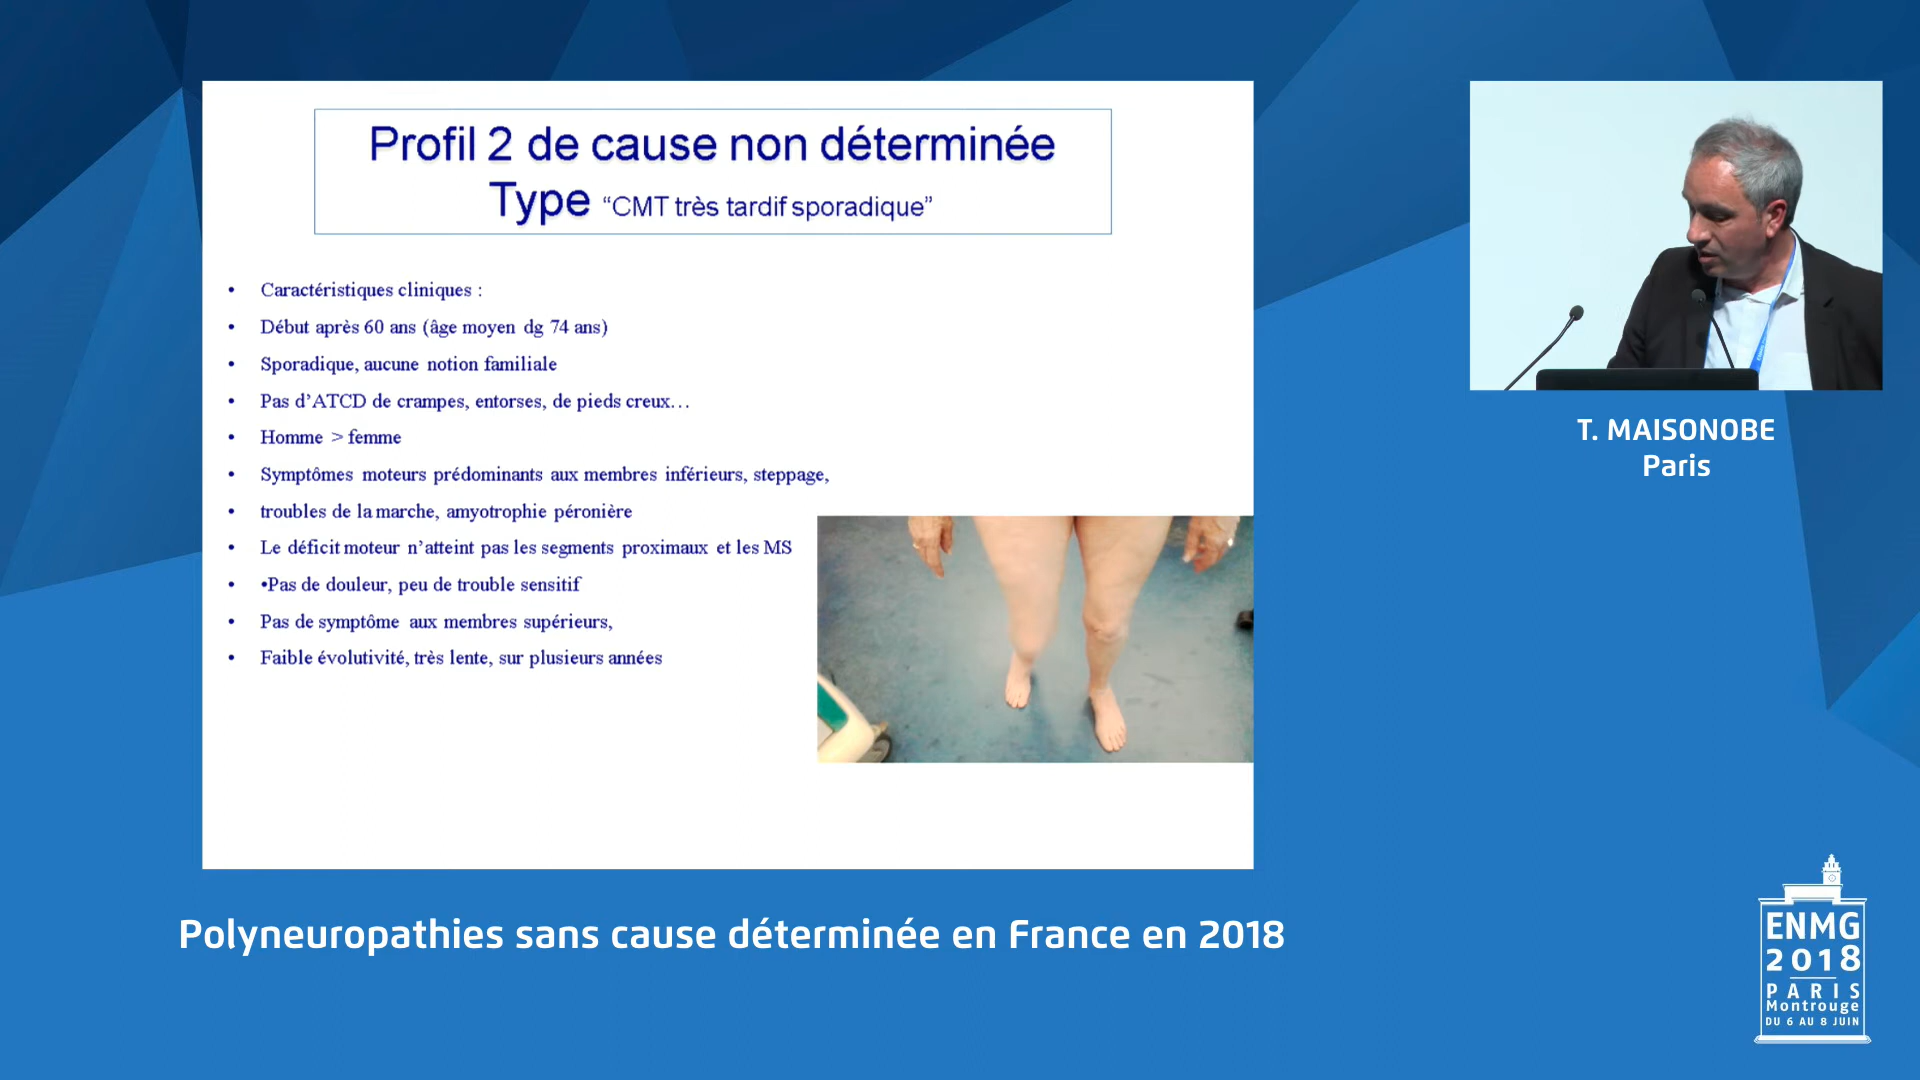 Profil 2 de cause non déterminée
Type “CMT très tardif sporadique”
• Caractéristiques cliniques :
• Début après 60 ans (âge moyen dg 74 ans)
• Sporadique, aucune notion familiale
• Pas d’ATCD de crampes, entorses, de pieds creux…
• Homme > femme
• Symptômes moteurs prédominants aux membres inférieurs, steppage,
• troubles de la marche, amyotrophie péronière
• Le déficit moteur n’atteint pas les segments proximaux et les MS
• •Pas de douleur, peu de trouble sensitif
• Pas de symptôme aux membres supérieurs,
• Faible évolutivité, très lente, sur plusieurs années
T. MAISONOBE
Paris
Polyneuropathies sans cause déterminée en France en 2018
ENMG
2018
PARIS
Montrouge
DU 6 AU 8 JUIN